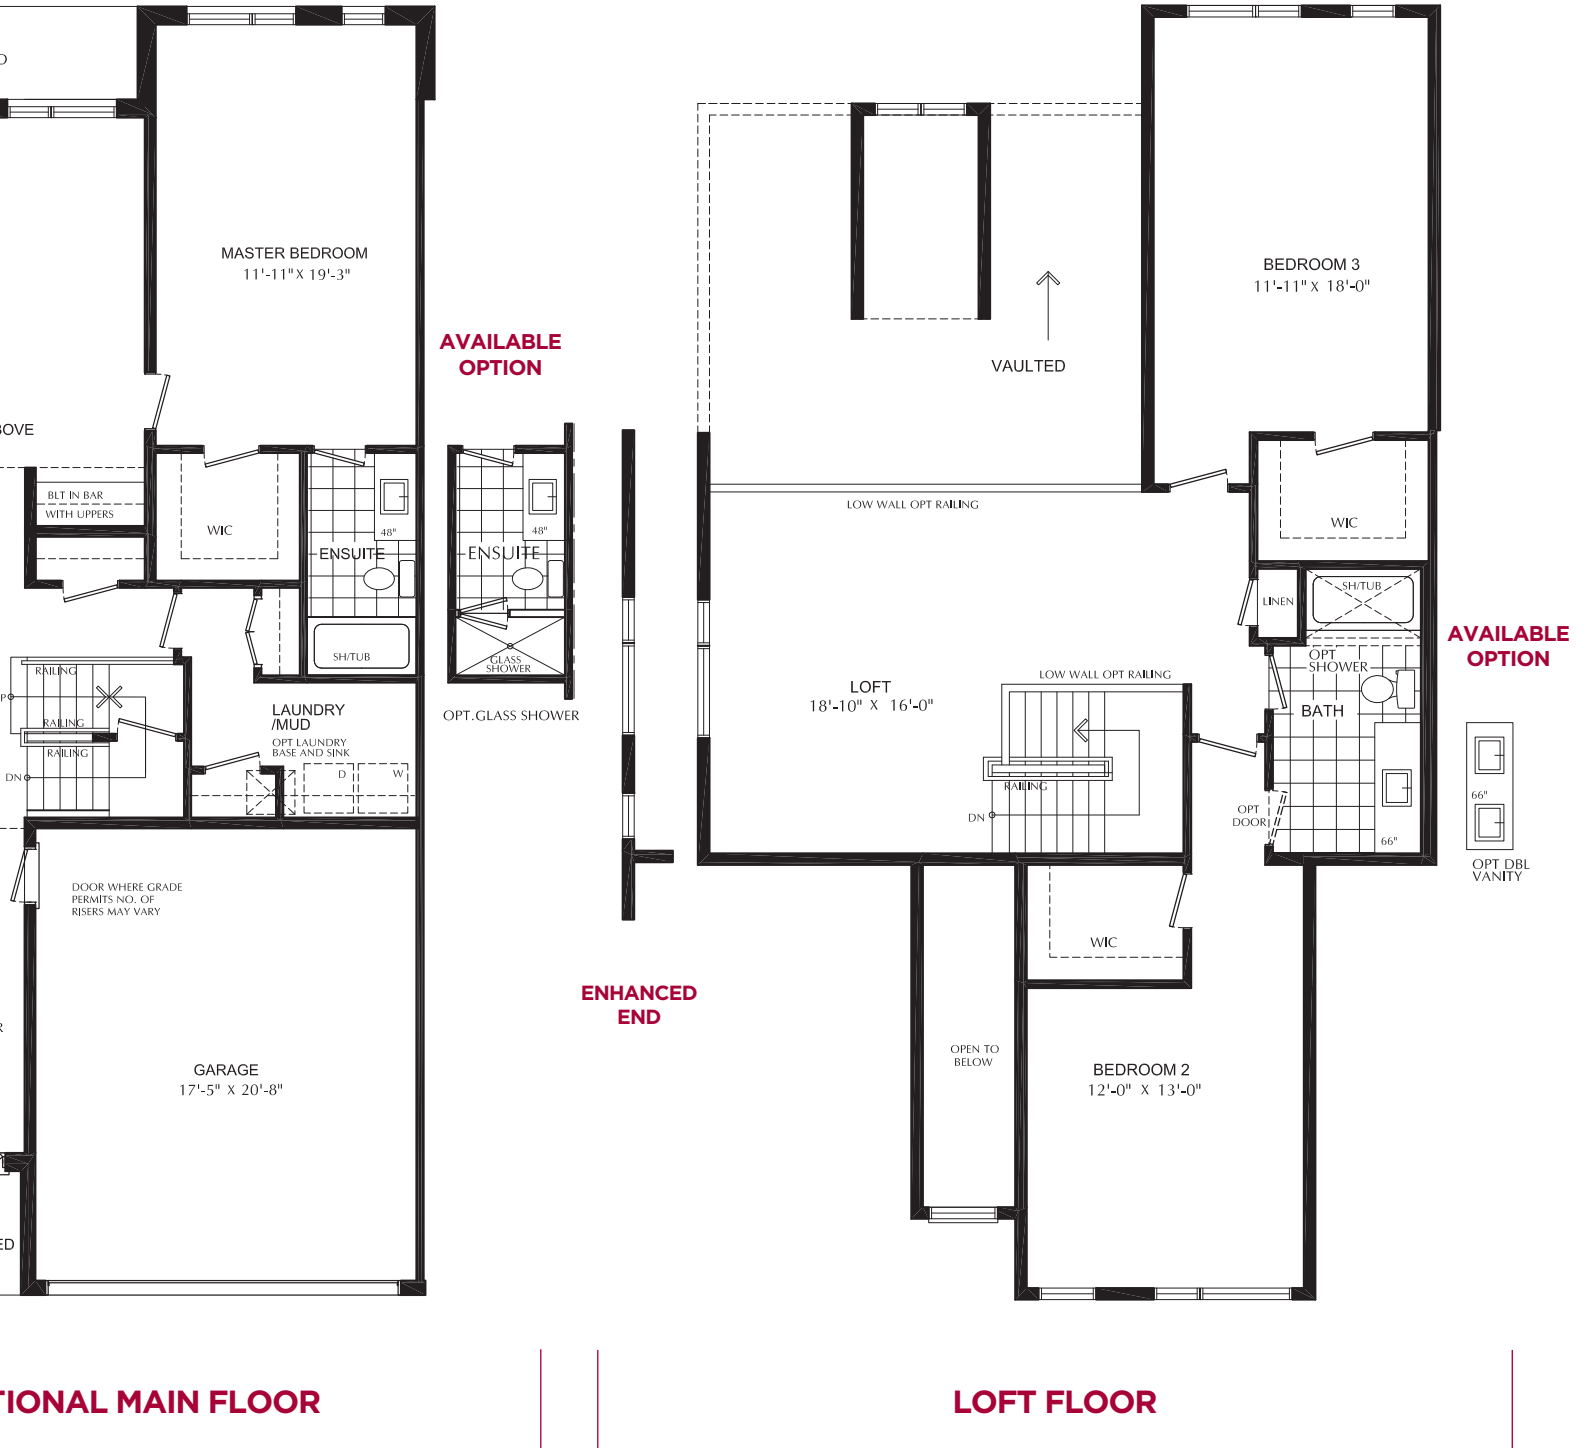 MASTER BEDROOM
11'-11" X 19'-3"
AVAILABLE
OPTION
BOVE
BLT IN BAR
WITH UPPERS
WIC
48"
ENSUITE
SH/TUB
48"
ENSUITE
GLASS
SHOWER
OPT.GLASS SHOWER
RAILING
P
RAILING
RAILING
DN
LAUNDRY
/MUD
OPT LAUNDRY
BASE AND SINK
D
W
DOOR WHERE GRADE
PERMITS NO. OF
RISERS MAY VARY
R
GARAGE
17'-5" X 20'-8"
ED
TIONAL MAIN FLOOR
BEDROOM 3
11'-11" X 18'-0"
VAULTED
LOW WALL OPT RAILING
WIC
LINEN
SH/TUB
AVAILABLE
OPTION
OPT
SHOWER
LOW WALL OPT RAILING
LOFT
18'-10" X 16'-0"
BATH
RAILING
DN
OPT
DOOR
66"
66"
OPT DBL
VANITY
WIC
ENHANCED
END
OPEN TO
BELOW
BEDROOM 2
12'-0" X 13'-0"
LOFT FLOOR